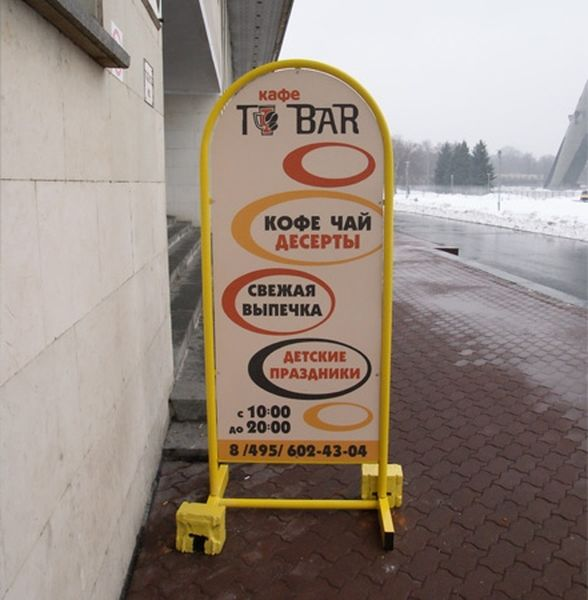 кафе
T BAR
КОФЕ ЧАЙ
ДЕСЕРТЫ
СВЕЖАЯ
ВЫПЕЧКА
ДЕТСКИЕ
ПРАЗДНИКИ
с 10:00
до 20:00
8 /495/ 602-43-04